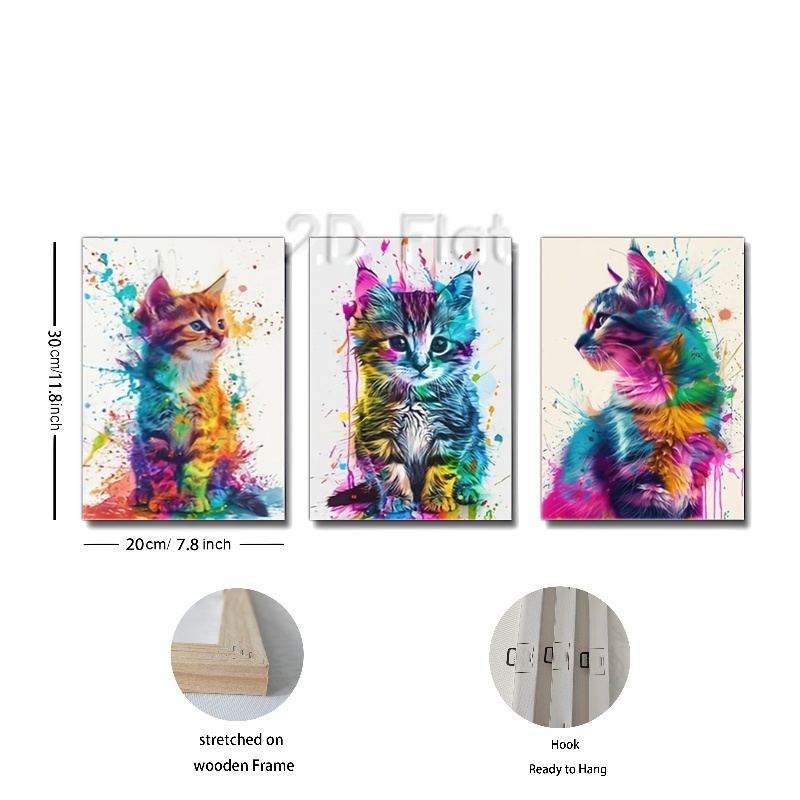 2D Flat
30cm/11.8inch
20cm/ 7.8 inch
stretched on
wooden Frame
Hook
Ready to Hang